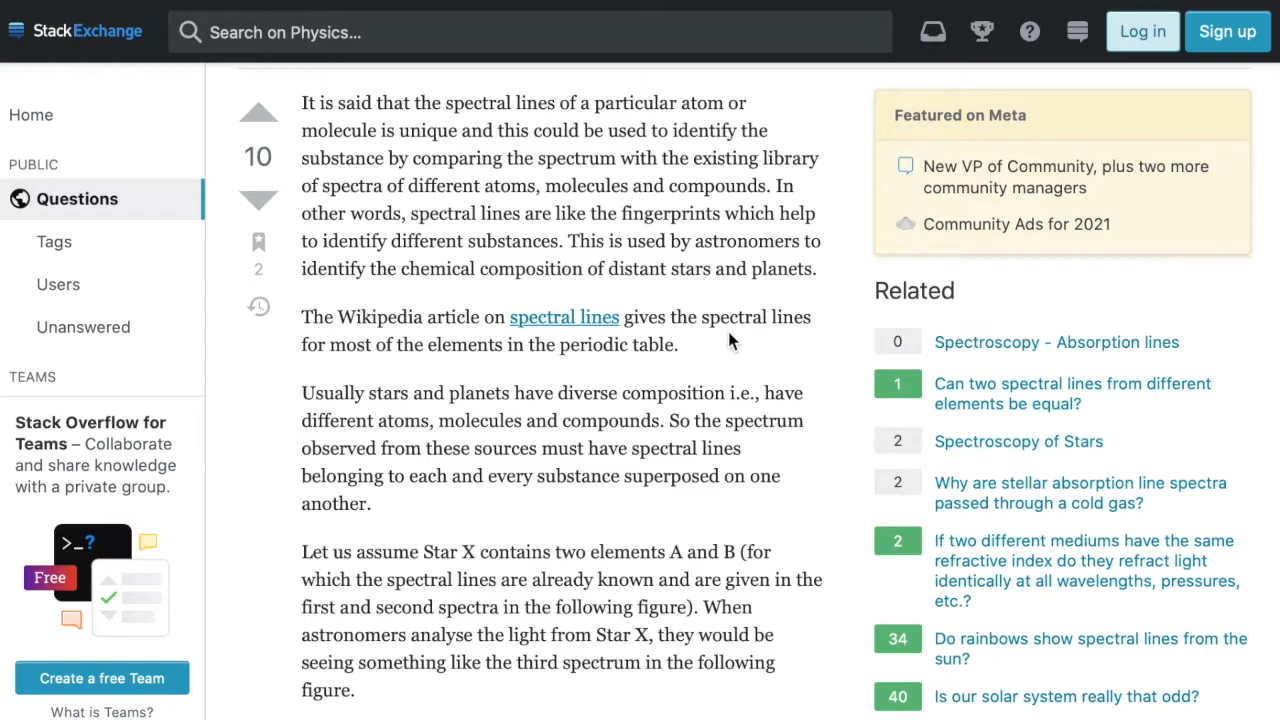 StackExchange
Search on Physics...
Log in
Sign up
Home
PUBLIC
Questions
Tags
Users
Unanswered
TEAMS
Stack Overflow for
Teams – Collaborate
and share knowledge
with a private group.
>_?
Free
Create a free Team
What is Teams?
10
2
It is said that the spectral lines of a particular atom or
molecule is unique and this could be used to identify the
substance by comparing the spectrum with the existing library
of spectra of different atoms, molecules and compounds. In
other words, spectral lines are like the fingerprints which help
to identify different substances. This is used by astronomers to
identify the chemical composition of distant stars and planets.
The Wikipedia article on spectral lines gives the spectral lines
for most of the elements in the periodic table.
Usually stars and planets have diverse composition i.e., have
different atoms, molecules and compounds. So the spectrum
observed from these sources must have spectral lines
belonging to each and every substance superposed on one
another.
Let us assume Star X contains two elements A and B (for
which the spectral lines are already known and are given in the
first and second spectra in the following figure). When
astronomers analyse the light from Star X, they would be
seeing something like the third spectrum in the following
figure.
Featured on Meta
New VP of Community, plus two more
community managers
Community Ads for 2021
Related
0 Spectroscopy - Absorption lines
1 Can two spectral lines from different
elements be equal?
2 Spectroscopy of Stars
2 Why are stellar absorption line spectra
passed through a cold gas?
2 If two different mediums have the same
refractive index do they refract light
identically at all wavelengths, pressures,
etc.?
34 Do rainbows show spectral lines from the
sun?
40 Is our solar system really that odd?